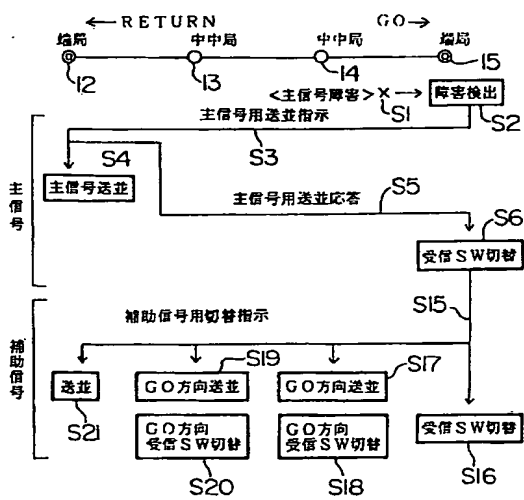 ← RETURN GO →
端局 中中局 中中局 端局
12 13 14 15
<主信号障害> × → 障害検出
S1 S2
主信号用送並指示
S3
S4
主信号送並
主信号用送並応答
S5
S6
受信SW切替
主信号
S15
補助信号用切替指示
S19 S17
送並 GO方向送並 GO方向送並
S21
GO方向 GO方向 受信SW切替
受信SW切替 受信SW切替
S20 S18 S16
補助信号